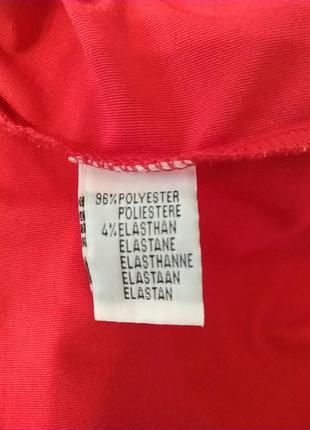 96%POLYESTER
POLIESTERE
4%ELASTHAN
ELASTANE
ELASTHANNE
ELASTAAN
ELASTAN